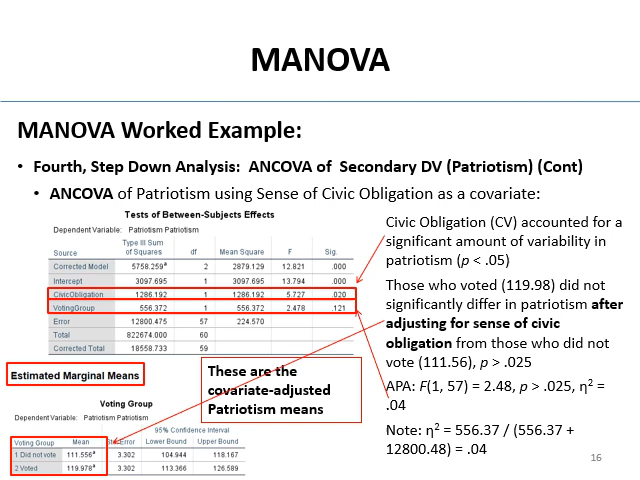 MANOVA
MANOVA Worked Example:
• Fourth, Step Down Analysis: ANCOVA of Secondary DV (Patriotism) (Cont)
• ANCOVA of Patriotism using Sense of Civic Obligation as a covariate:
Tests of Between-Subjects Effects
Dependent Variable: Patriotism Patriotism
Source Type III Sum of Squares df Mean Square F Sig.
Corrected Model 5758.259ª 2 2879.129 12.821 .000
Intercept 3097.695 1 3097.695 13.794 .000
CivicObligation 1286.192 1 1286.192 5.727 .020
VotingGroup 556.372 1 556.372 2.478 .121
Error 12800.475 57 224.570
Total 822674.000 60
Corrected Total 18558.733 59
Civic Obligation (CV) accounted for a
significant amount of variability in
patriotism (p < .05)
Those who voted (119.98) did not
significantly differ in patriotism after
adjusting for sense of civic
obligation from those who did not
vote (111.56), p > .025
APA: F(1, 57) = 2.48, p > .025, η² =
.04
Note: η² = 556.37 / (556.37 +
12800.48) = .04
Estimated Marginal Means
These are the
covariate-adjusted
Patriotism means
Voting Group
Dependent Variable: Patriotism Patriotism
95% Confidence Interval
Voting Group Mean Std. Error Lower Bound Upper Bound
1 Did not vote 111.556ª 3.302 104.944 118.167
2 Voted 119.978ª 3.302 113.366 126.589
16